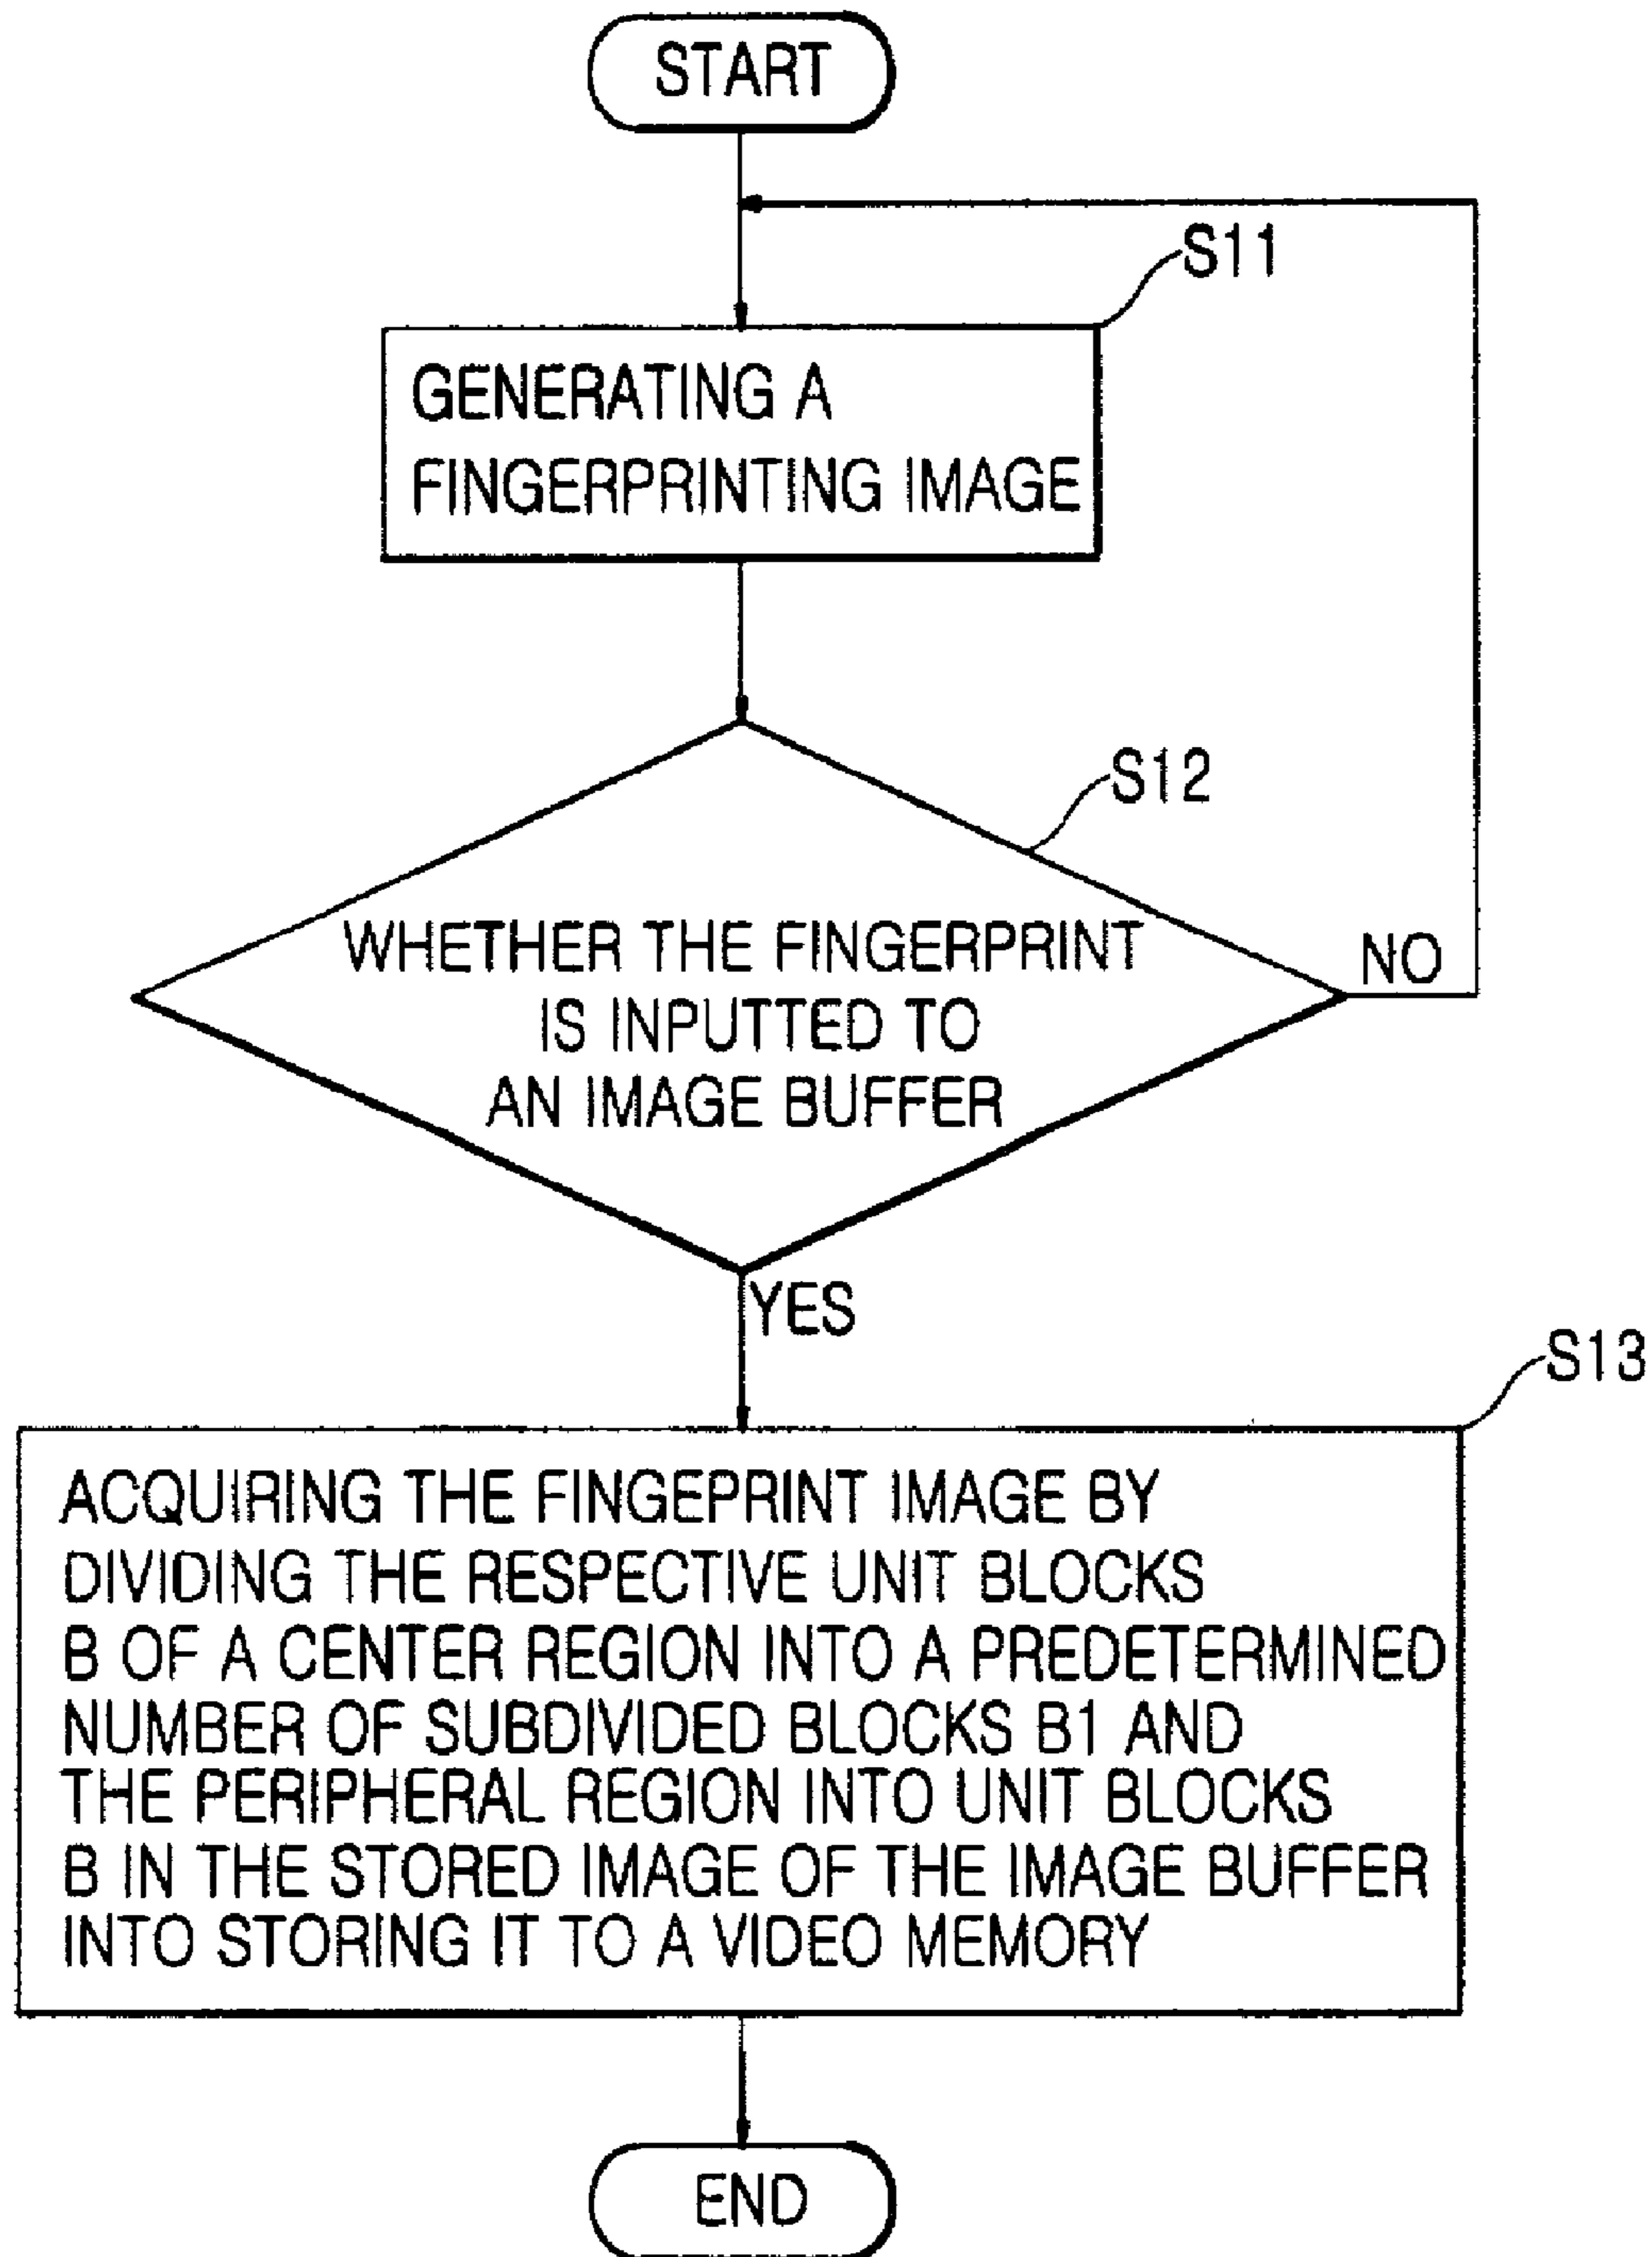 START
S11
GENERATING A
FINGERPRINTING IMAGE
S12
WHETHER THE FINGERPRINT
IS INPUTTED TO
AN IMAGE BUFFER
NO
YES
S13
ACQUIRING THE FINGEPRINT IMAGE BY
DIVIDING THE RESPECTIVE UNIT BLOCKS
B OF A CENTER REGION INTO A PREDETERMINED
NUMBER OF SUBDIVIDED BLOCKS B1 AND
THE PERIPHERAL REGION INTO UNIT BLOCKS
B IN THE STORED IMAGE OF THE IMAGE BUFFER
INTO STORING IT TO A VIDEO MEMORY
END